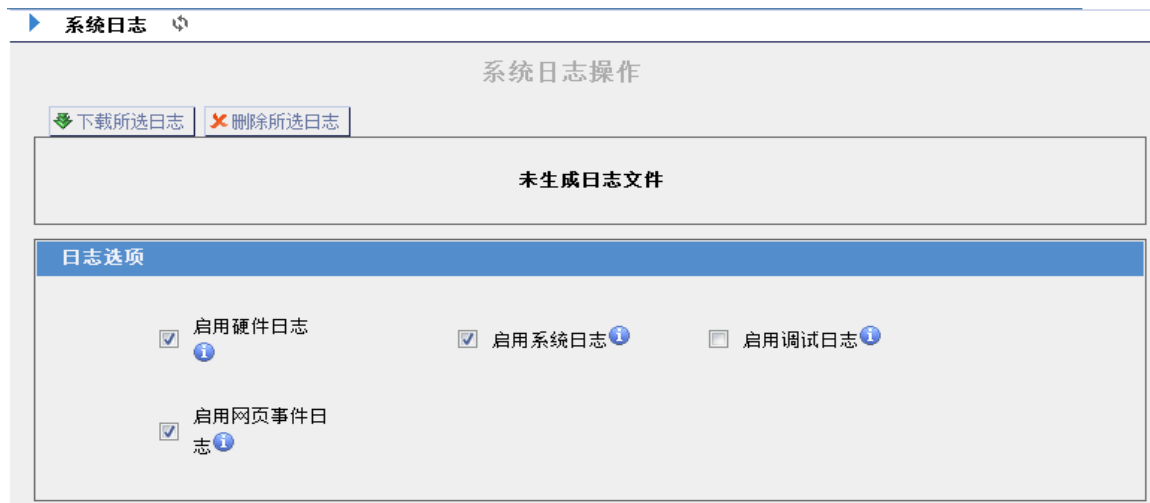 系统日志
系统日志操作
下载所选日志 删除所选日志
未生成日志文件
日志选项
启用硬件日志
启用系统日志
启用调试日志
启用网页事件日
志